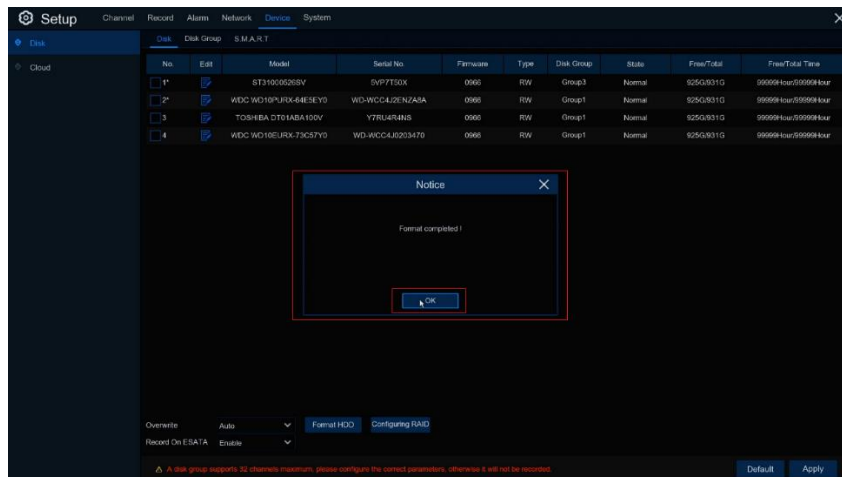 Setup Channel Record Alarm Network Device System X
Disk Disk Disk Group S.M.A.R.T
Cloud
No. Edit Model Serial No. Firmware Type Disk Group State Free/Total Free/Total Time
1* ST31000526SV 5VP7T50X 0966 RW Group3 Normal 925G/931G 99999Hour/99999Hour
2* WDC WD10PURX-64E5EY0 WD-WCC4J2ENZA8A 0966 RW Group1 Normal 925G/931G 99999Hour/99999Hour
3 TOSHIBA DT01ABA100V Y7RU4R4NS 0966 RW Group1 Normal 925G/931G 99999Hour/99999Hour
4 WDC WD10EURX-73C57Y0 WD-WCC4J0203470 0966 RW Group1 Normal 925G/931G 99999Hour/99999Hour
Notice X
Format completed !
OK
Overwrite Auto Format HDD Configuring RAID
Record On ESATA Enable
A disk group supports 32 channels maximum, please configure the correct parameters, otherwise it will not be recorded.
Default Apply